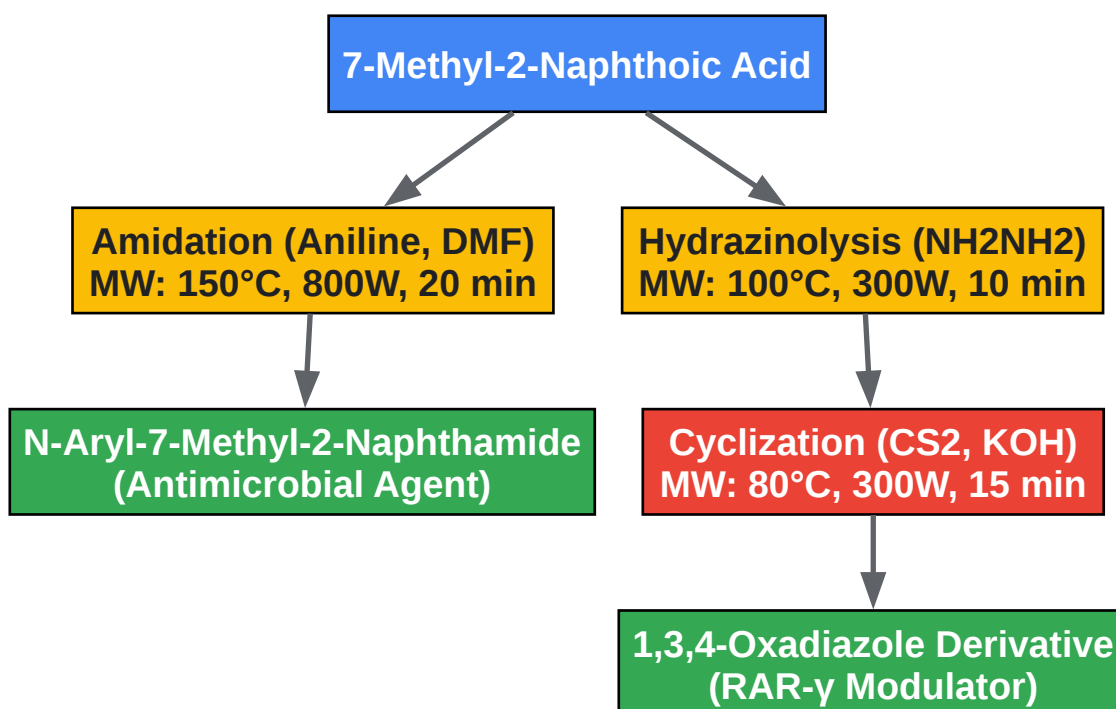 7-Methyl-2-Naphthoic Acid
Amidation (Aniline, DMF)
MW: 150°C, 800W, 20 min
Hydrazinolysis (NH2NH2)
MW: 100°C, 300W, 10 min
N-Aryl-7-Methyl-2-Naphthamide
(Antimicrobial Agent)
Cyclization (CS2, KOH)
MW: 80°C, 300W, 15 min
1,3,4-Oxadiazole Derivative
(RAR-γ Modulator)